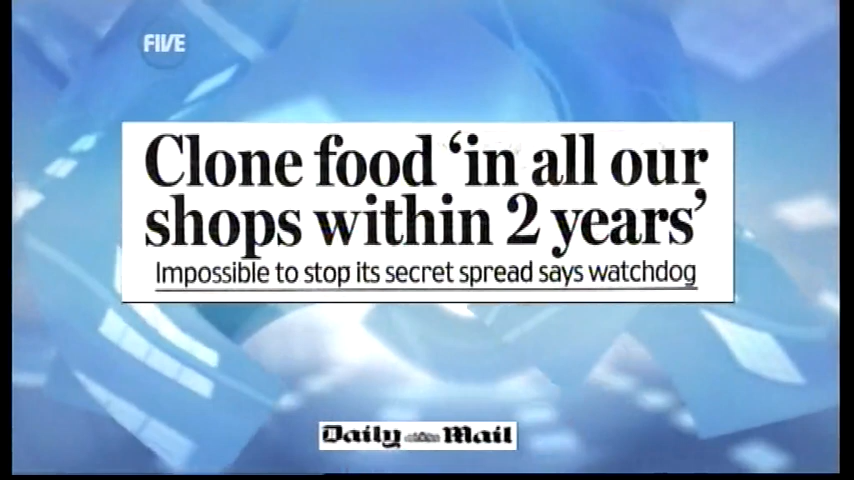 FIVE
Clone food ‘in all our
shops within 2 years’
Impossible to stop its secret spread says watchdog
Daily Mail